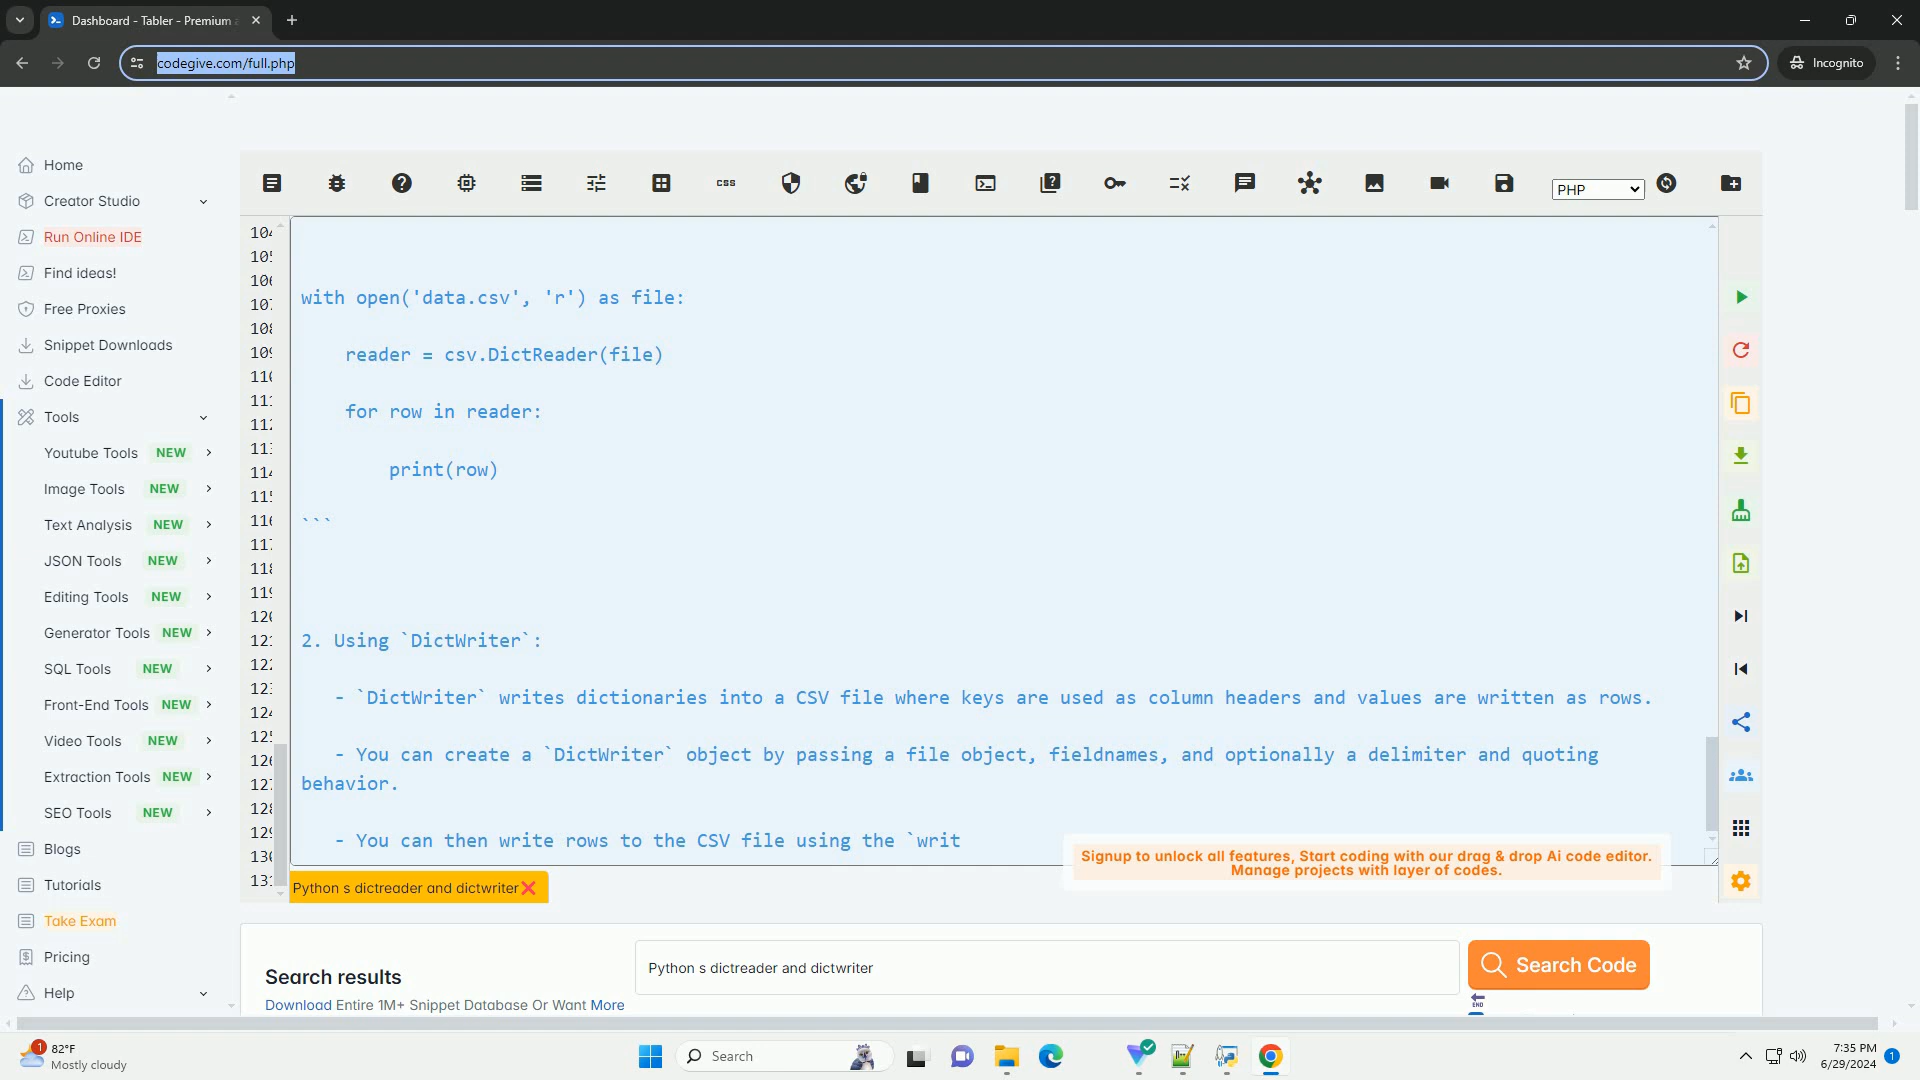 Dashboard - Tabler - Premium
codegive.com/full.php
Incognito
Home
Creator Studio
Run Online IDE
Find ideas!
Free Proxies
Snippet Downloads
Code Editor
Tools
Youtube Tools NEW
Image Tools NEW
Text Analysis NEW
JSON Tools NEW
Editing Tools NEW
Generator Tools NEW
SQL Tools NEW
Front-End Tools NEW
Video Tools NEW
Extraction Tools NEW
SEO Tools NEW
Blogs
Tutorials
Take Exam
Pricing
Help
css
PHP
with open('data.csv', 'r') as file:
reader = csv.DictReader(file)
for row in reader:
print(row)
```
2. Using `DictWriter`:
- `DictWriter` writes dictionaries into a CSV file where keys are used as column headers and values are written as rows.
- You can create a `DictWriter` object by passing a file object, fieldnames, and optionally a delimiter and quoting
behavior.
- You can then write rows to the CSV file using the `writ
Signup to unlock all features, Start coding with our drag & drop Ai code editor.
Manage projects with layer of codes.
Python s dictreader and dictwriter
Search results
Download Entire 1M+ Snippet Database Or Want More
Python s dictreader and dictwriter
Search Code
END
1
82°F
Mostly cloudy
Search
7:35 PM
6/29/2024
1